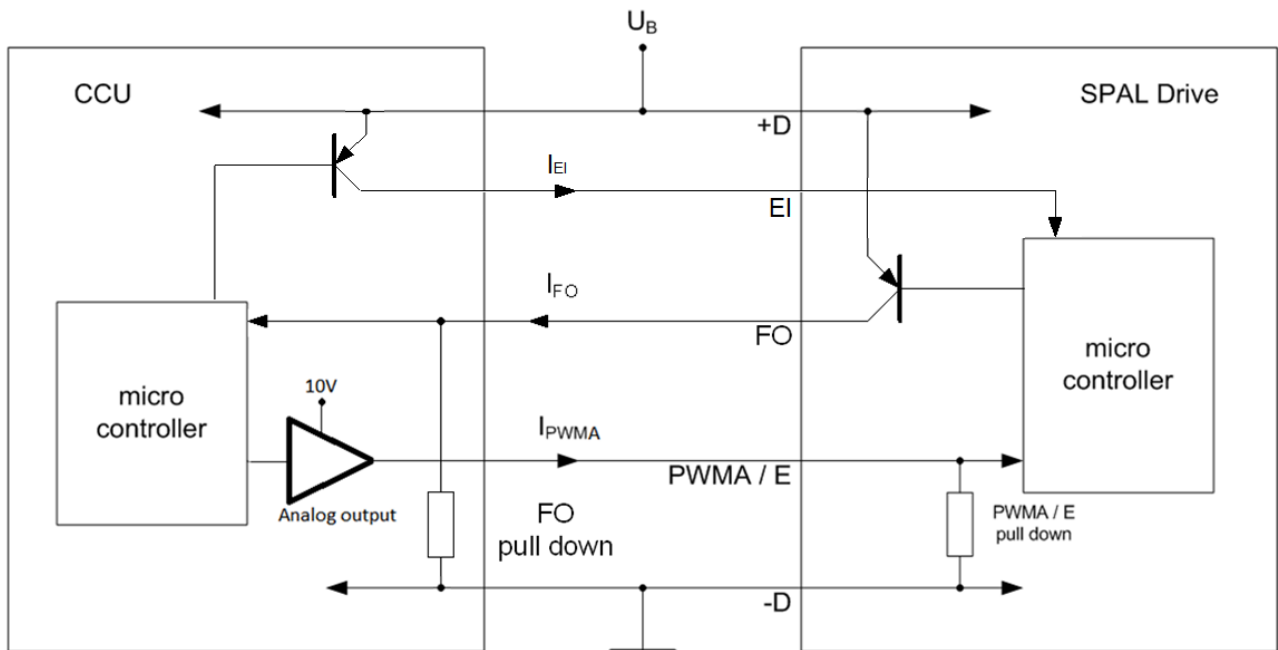 U_B
CCU
SPAL Drive
+D
I_EI
EI
I_FO
FO
micro
controller
micro
controller
10V
I_PWMA
PWMA / E
Analog output
FO
pull down
PWMA / E
pull down
-D